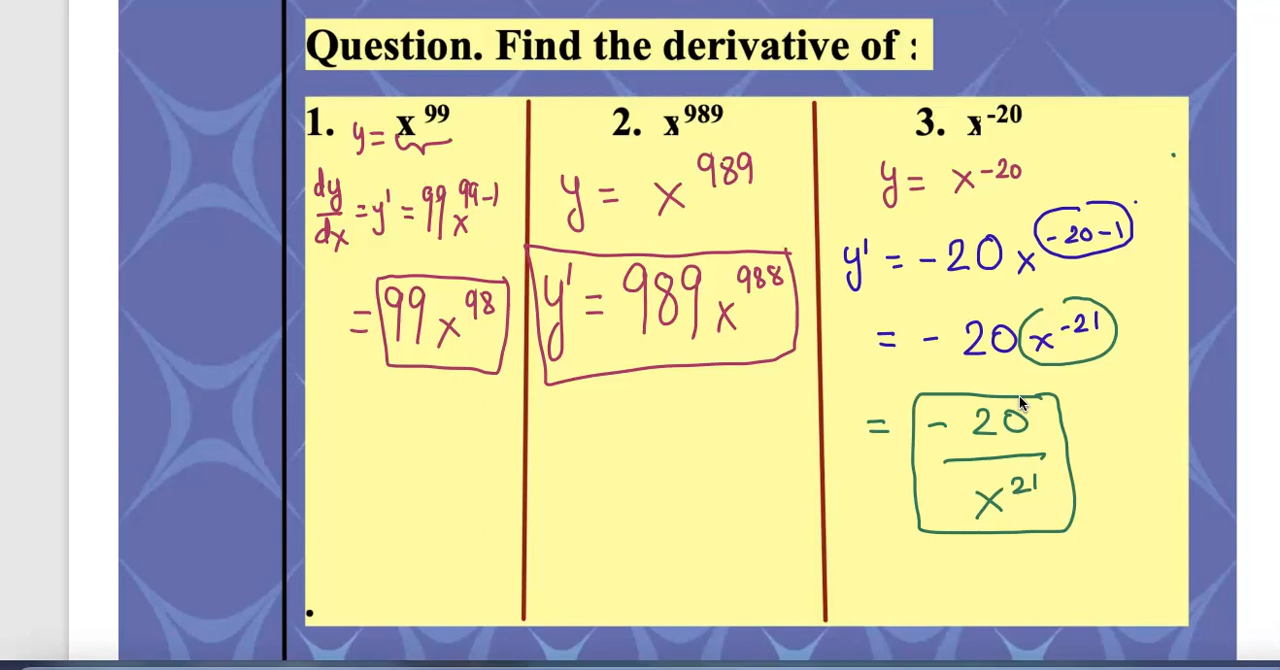 Question. Find the derivative of :
1. x^99
y =
dy/dx = y' = 99 x^99-1
= 99 x^98
2. x^989
y = x^989
y' = 989 x^988
3. x^-20
y = x^-20
y' = -20 x^-20-1
= - 20 x^-21
= - 20 / x^21